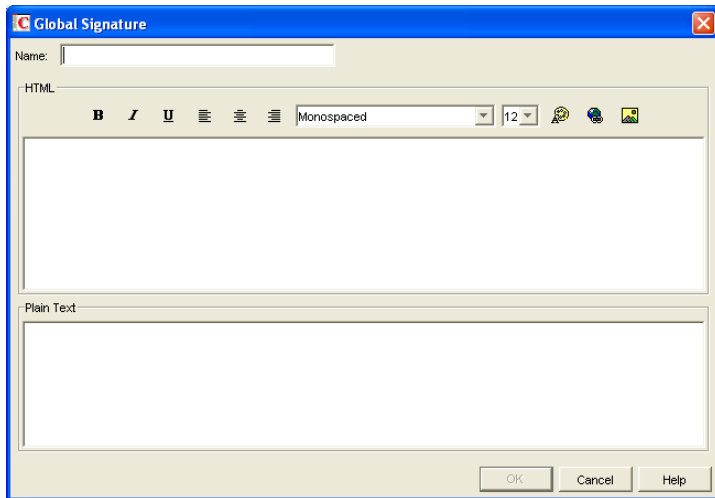 C Global Signature
Name:
HTML
B I U Monospaced 12
Plain Text
OK Cancel Help